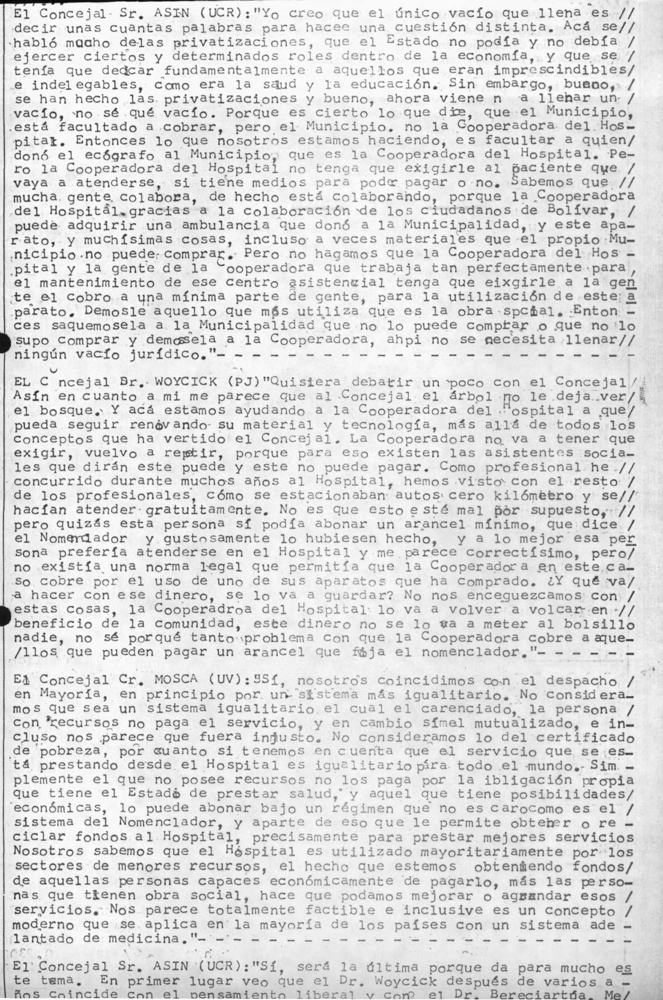 El Concejal Sr. ASIN (UCR):"Yo creo que el único vacío que llena es //
decir unas cuantas palabras para hacee una cuestión distinta. Acá se//
habló mucho delas privatizaciones, que el Estado no podía y no debía /
ejercer ciertos y determinados roles dentro de la economía, y que se /
tenía que dedicar fundamentalmente a aquellos que eran imprescindibles/
e indelegables, como era la salud y la educación. Sin embargo, bueno, /
se han hecho las privatizaciones y bueno, ahora viene n a llenar un /
vacío, no sé qué vacío. Porque es cierto lo que dice, que el Municipio,
está facultado a cobrar, pero el Municipio. no la Cooperadora del Hos-
pital. Entonces lo que nosotros estamos haciendo, es facultar a quien/
donó el ecógrafo al Municipio, que es la Cooperadora del Hospital. Pe-
ro la Cooperadora del Hospital no tenga que exigirle al paciente que /
vaya a atenderse, si tiene medios para poder pagar o no. Sabemos que //
mucha gente colabora, de hecho está colaborando, porque la Cooperadora
del Hospital gracias a la colaboración de los ciudadanos de Bolívar, /
puede adquirir una ambulancia que donó a la Municipalidad, y este apa-
rato, y muchísimas cosas, incluso a veces materiales que el propio Mu-
nicipio no puede comprar. Pero no hagamos que la Cooperadora del Hos -
pital y la gente de la Cooperadora que trabaja tan perfectamente para,
el mantenimiento de ese centro asistencial tenga que eixgirle a la gen
te el cobro a una mínima parte de gente, para la utilización de este a
parato. Demosle aquello que más utiliza que es la obra spcial. Enton -
ces saquemosela a la Municipalidad que no lo puede comprar o que no lo
supo comprar y demosela a la Cooperadora, ahpi no se necesita llenar//
ningún vacío jurídico."- - - - - - - - - - - - - - - - - - - - - - - -
EL C ncejal Dr. WOYCICK (PJ)"Quisiera debatir un poco con el Concejal/
Asín en cuanto a mi me parece que al Concejal el árbol no le deja ver/
el bosque. Y acá estamos ayudando a la Cooperadora del Hospital a que/
pueda seguir renovando su material y tecnología, más allá de todos los
conceptos que ha vertido el Concejal. La Cooperadora no va a tener que
exigir, vuelvo a repetir, porque para eso existen las asistentes socia-
les que dirán este puede y este no puede pagar. Como profesional he //
concurrido durante muchos años al Hospital, hemos visto con el resto /
de los profesionales, cómo se estacionaban autos cero kilómetro y se//
hacían atender gratuitamente. No es que esto esté mal por supuesto, //
pero quizás esta persona sí podía abonar un arancel mínimo, que dice /
el Nomenclador y gustosamente lo hubiesen hecho, y a lo mejor esa per
sona prefería atenderse en el Hospital y me parece correctísimo, pero/
no existía una norma legal que permitía que la Cooperadora en este ca-
so cobre por el uso de uno de sus aparatos que ha comprado. ¿Y qué va/
a hacer con ese dinero, se lo va a guardar? No nos enceguezcamos con /
estas cosas, la Cooperadroa del Hospital lo va a volver a volcar en //
beneficio de la comunidad, este dinero no se lo va a meter al bolsillo
nadie, no sé porqué tanto problema con que la Cooperadora cobre a aque-
/llos que pueden pagar un arancel que fija el nomenclador."- - - - - -
El Concejal Cr. MOSCA (UV):"Sí, nosotros coincidimos con el despacho /
en Mayoría, en principio por un sistema más igualitario. No considera-
mos que sea un sistema igualitario el cual el carenciado, la persona /
con recursos no paga el servicio, y en cambio símel mutualizado, e in-
cluso nos parece que fuera injusto. No consideramos lo del certificado
de pobreza, por cuanto si tenemos en cuenta que el servicio que se es-
tá prestando desde el Hospital es igualitario pára todo el mundo. Sim -
plemente el que no posee recursos no los paga por la ibligación propia
que tiene el Estado de prestar salud, y aquel que tiene posibilidades/
económicas, lo puede abonar bajo un régimen que no es carocomo es el /
sistema del Nomenclador, y aparte de eso que le permite obtener o re -
ciclar fondos al Hospital, precisamente para prestar mejores servicios
Nosotros sabemos que el Hospital es utilizado mayoritariamente por los
sectores de menores recursos, el hecho que estemos obteniendo fondos/
de aquellas personas capaces económicamente de pagarlo, más las perso-
nas que tienen obra social, hace que podamos mejorar o agrandar esos /
servicios. Nos parece totalmente factible e inclusive es un concepto /
moderno que se aplica en la mayoría de los países con un sistema ade -
lantado de medicina."- - - - - - - - - - - - - - - - - - - - - - - - -
El Concejal Sr. ASIN (UCR):"Sí, será la última porque da para mucho es
te tema. En primer lugar veo que el Dr. Woycick después de varios a -
ños coincide con el pensamiento liberal y con el Dr. Bereciartúa. Me/